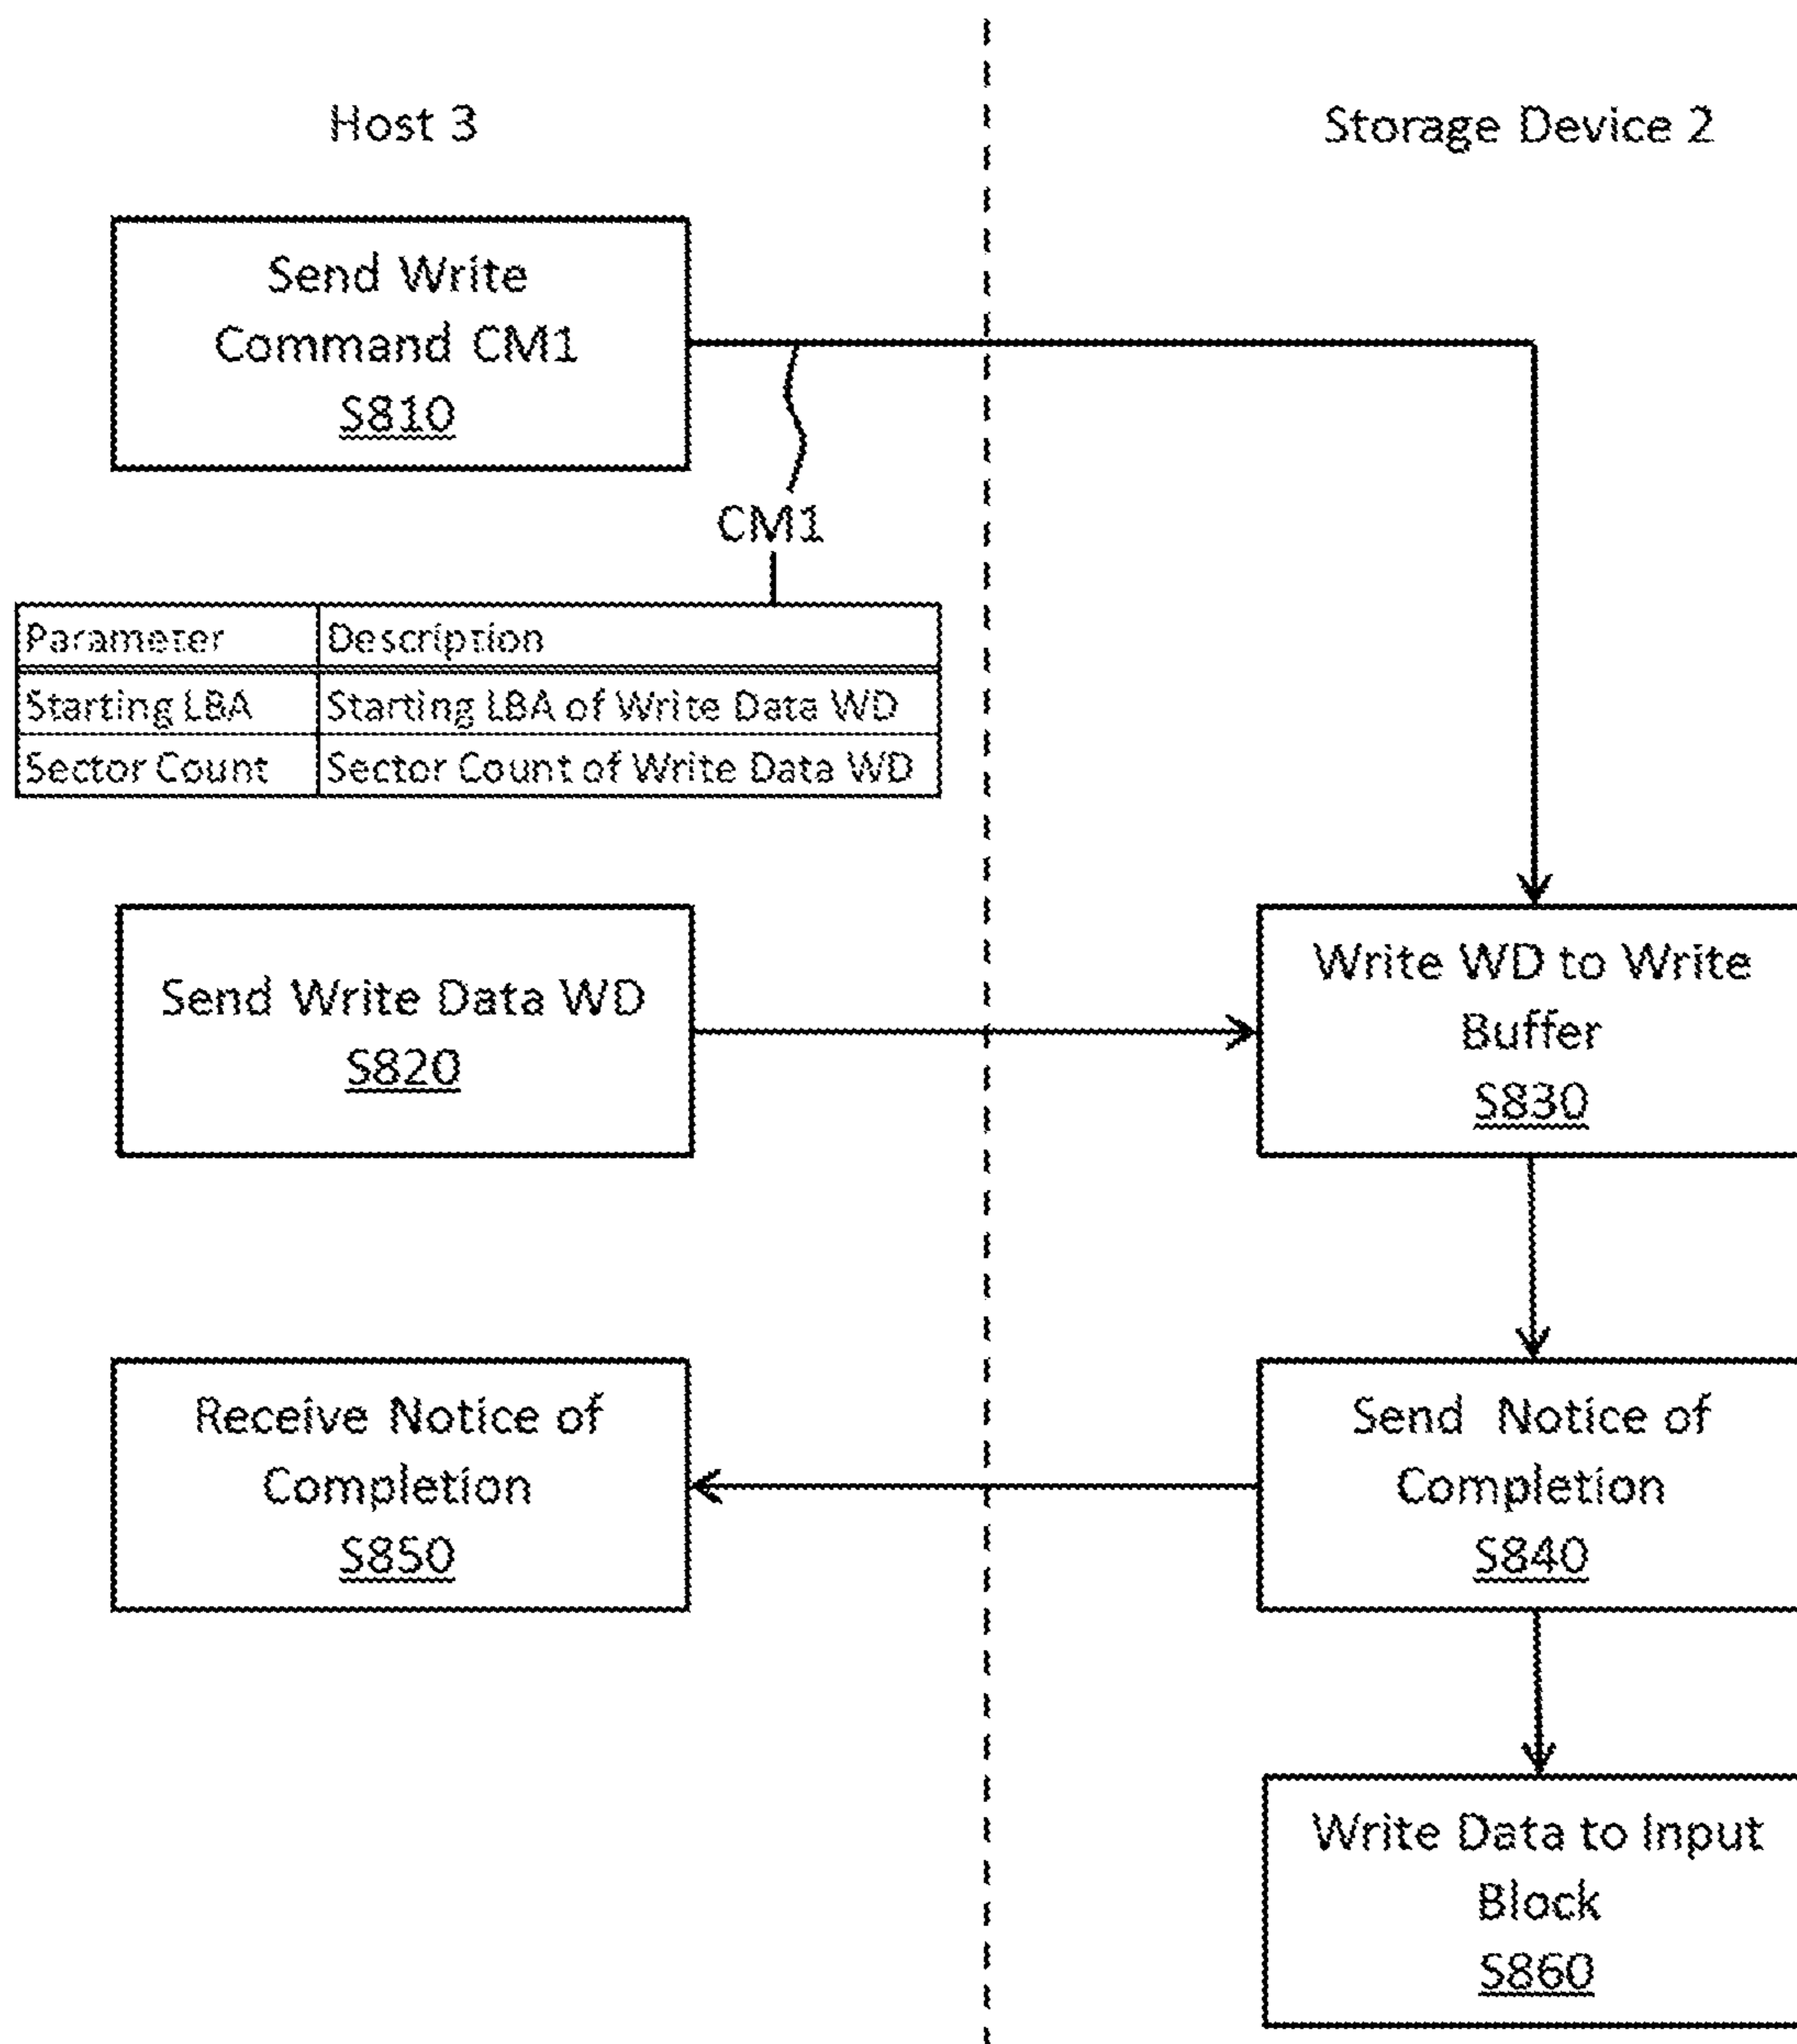 Host 3
Storage Device 2
Send Write
Command CM1
S810
CM1
Parameter Description
Starting LBA Starting LBA of Write Data WD
Sector Count Sector Count of Write Data WD
Send Write Data WD
S820
Write WD to Write
Buffer
S830
Receive Notice of
Completion
S850
Send Notice of
Completion
S840
Write Data to Input
Block
S860